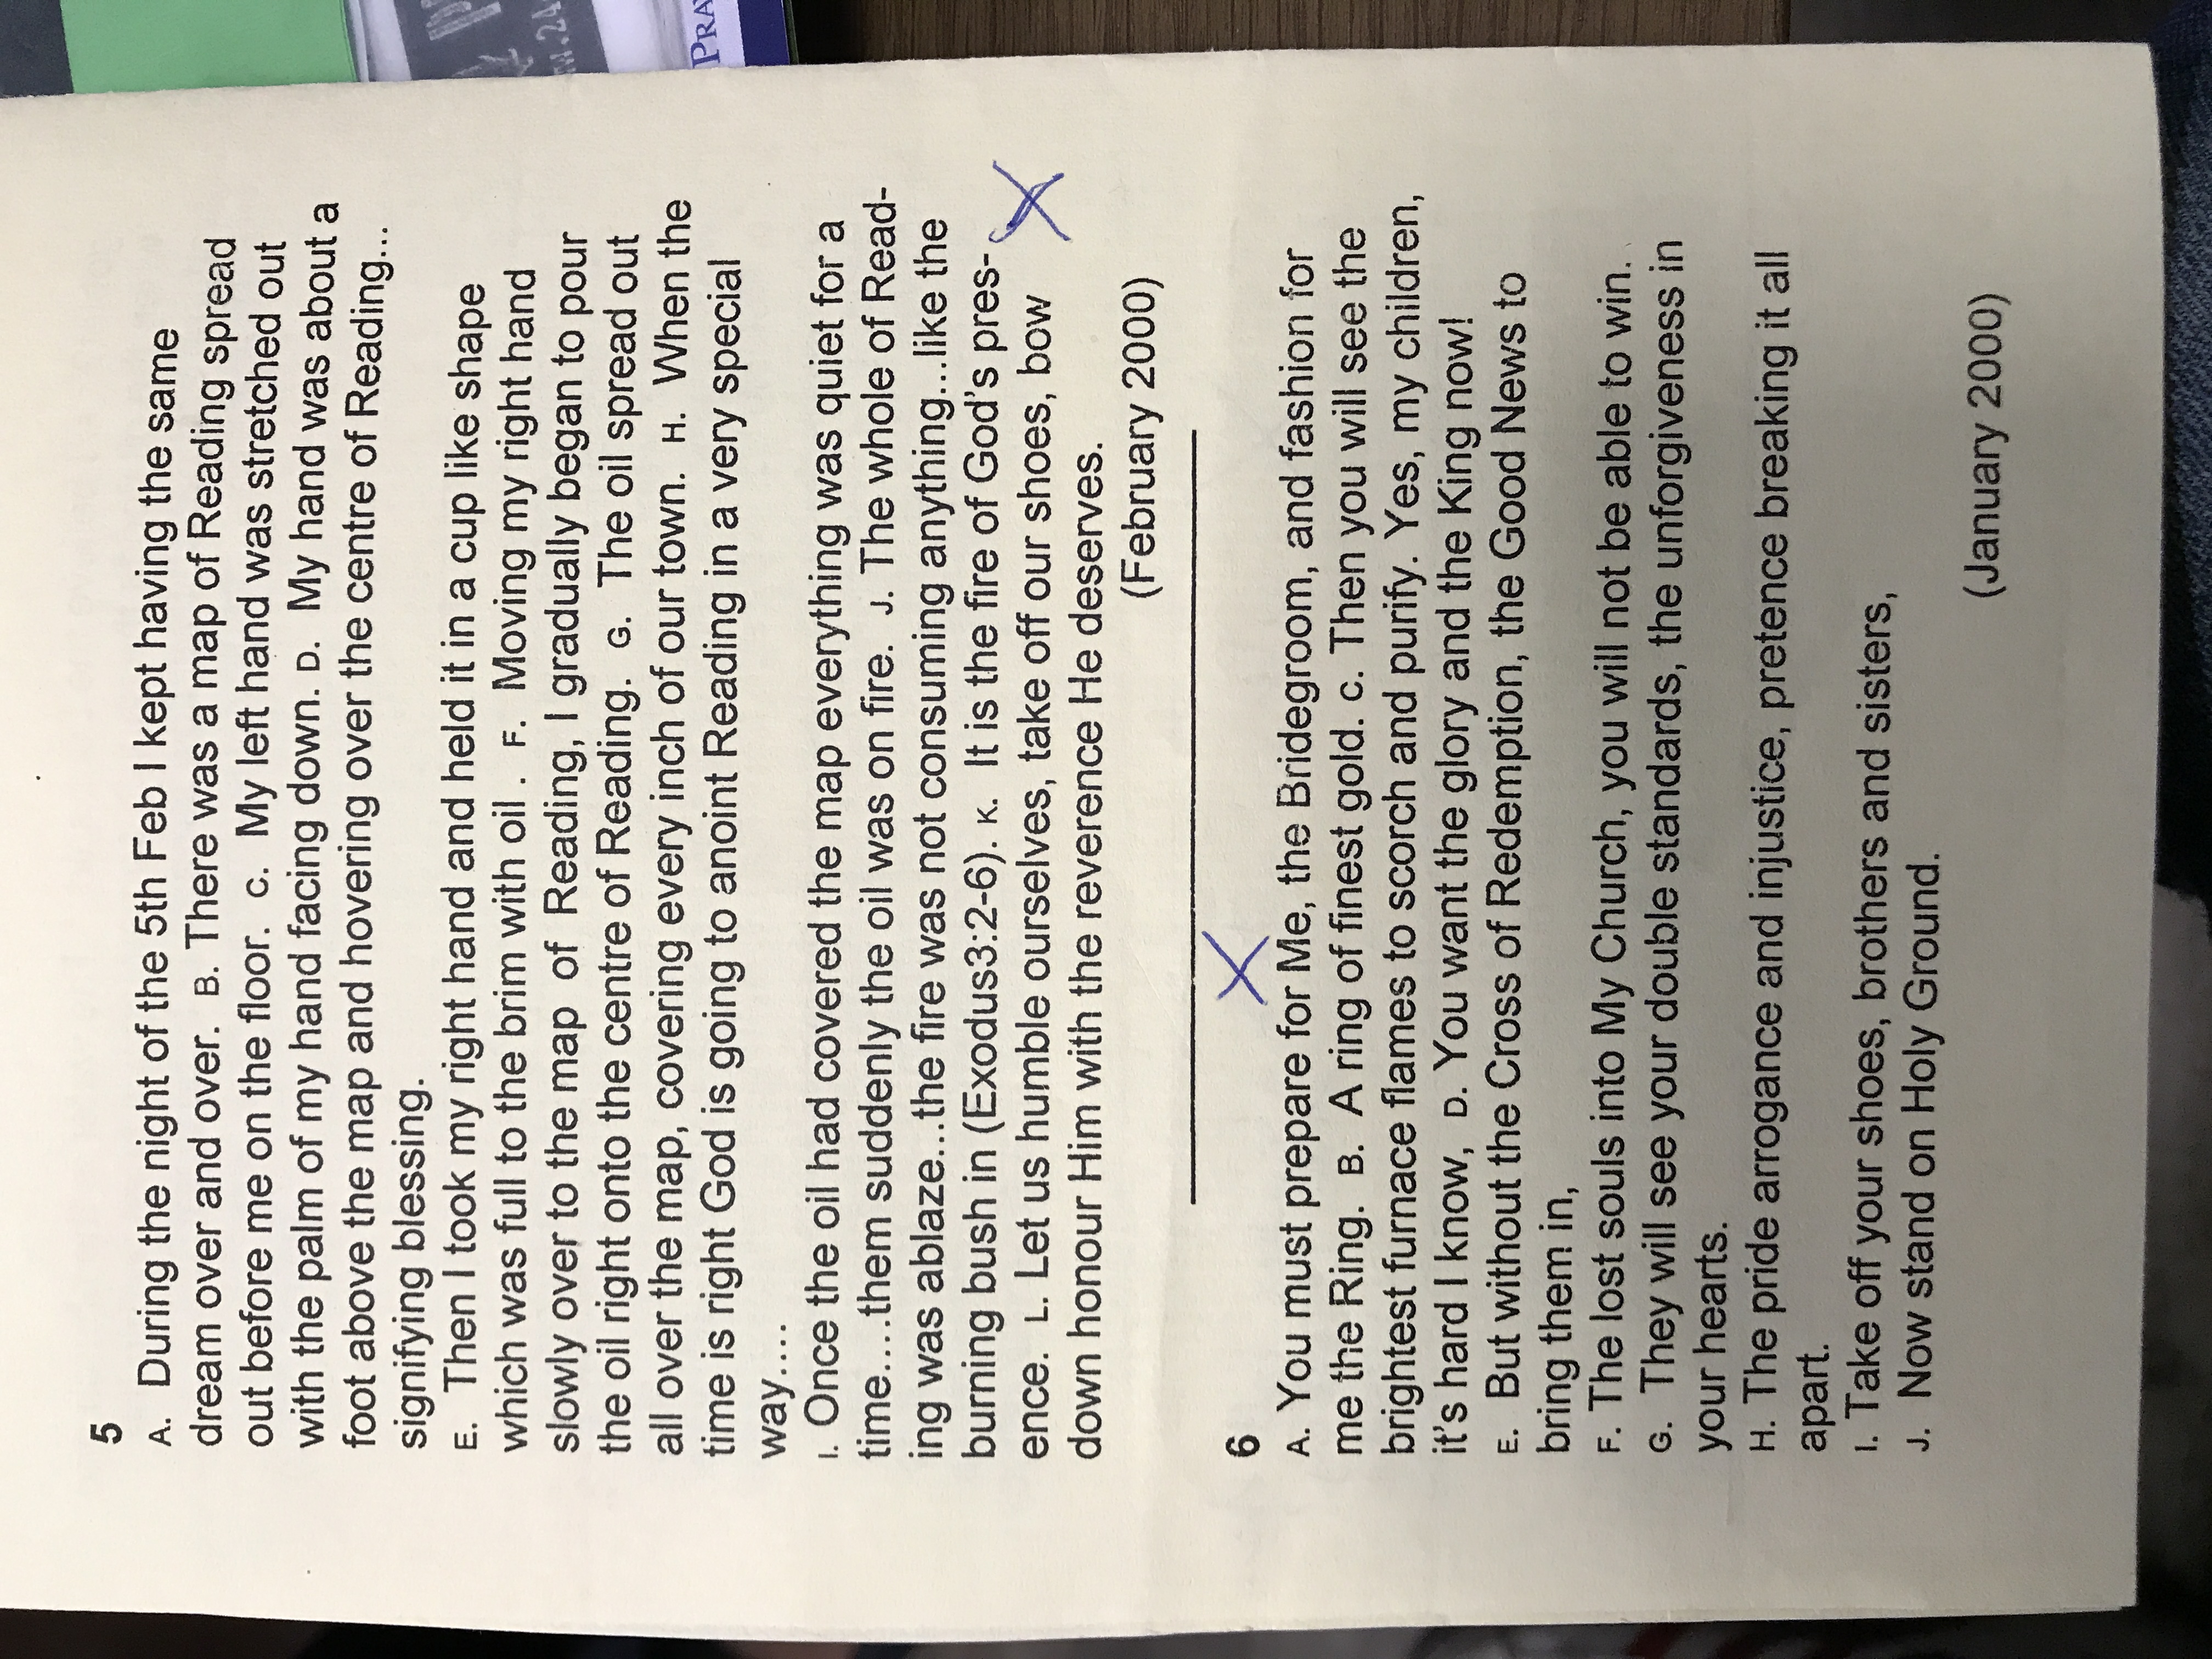 5
A. During the night of the 5th Feb I kept having the same
dream over and over. B. There was a map of Reading spread
out before me on the floor. C. My left hand was stretched out
with the palm of my hand facing down. D. My hand was about a
foot above the map and hovering over the centre of Reading...
signifying blessing.
E. Then I took my right hand and held it in a cup like shape
which was full to the brim with oil . F. Moving my right hand
slowly over to the map of Reading, I gradually began to pour
the oil right onto the centre of Reading. G. The oil spread out
all over the map, covering every inch of our town. H. When the
time is right God is going to anoint Reading in a very special
way....
I. Once the oil had covered the map everything was quiet for a
time....them suddenly the oil was on fire. J. The whole of Read-
ing was ablaze...the fire was not consuming anything...like the
burning bush in (Exodus3:2-6). K. It is the fire of God's pres-
ence. L. Let us humble ourselves, take off our shoes, bow
down honour Him with the reverence He deserves.
(February 2000)
6
A. You must prepare for Me, the Bridegroom, and fashion for
me the Ring. B. A ring of finest gold. C. Then you will see the
brightest furnace flames to scorch and purify. Yes, my children,
it's hard I know, D. You want the glory and the King now!
E. But without the Cross of Redemption, the Good News to
bring them in,
F. The lost souls into My Church, you will not be able to win.
G. They will see your double standards, the unforgiveness in
your hearts.
H. The pride arrogance and injustice, pretence breaking it all
apart.
I. Take off your shoes, brothers and sisters,
J. Now stand on Holy Ground.
(January 2000)